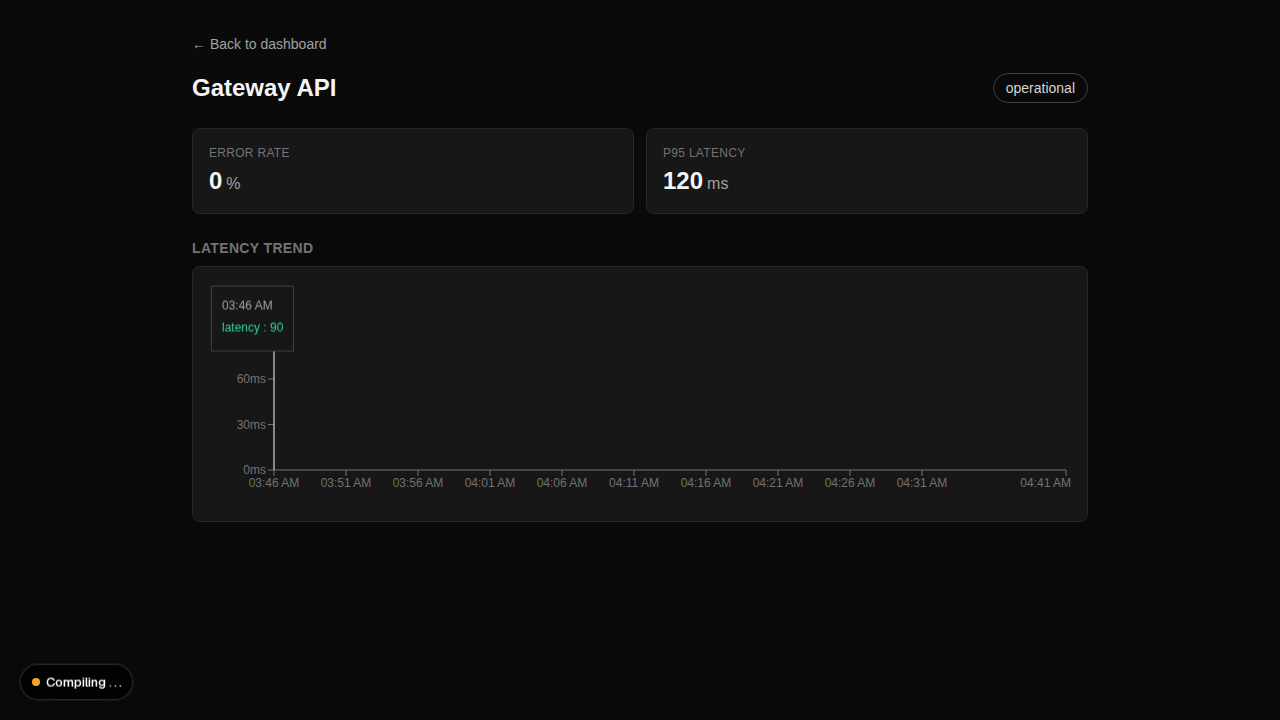 ← Back to dashboard
Gateway API
operational
ERROR RATE
0 %
P95 LATENCY
120 ms
LATENCY TREND
03:46 AM
latency : 90
60ms
30ms
0ms
03:46 AM 03:51 AM 03:56 AM 04:01 AM 04:06 AM 04:11 AM 04:16 AM 04:21 AM 04:26 AM 04:31 AM 04:41 AM
Compiling ...